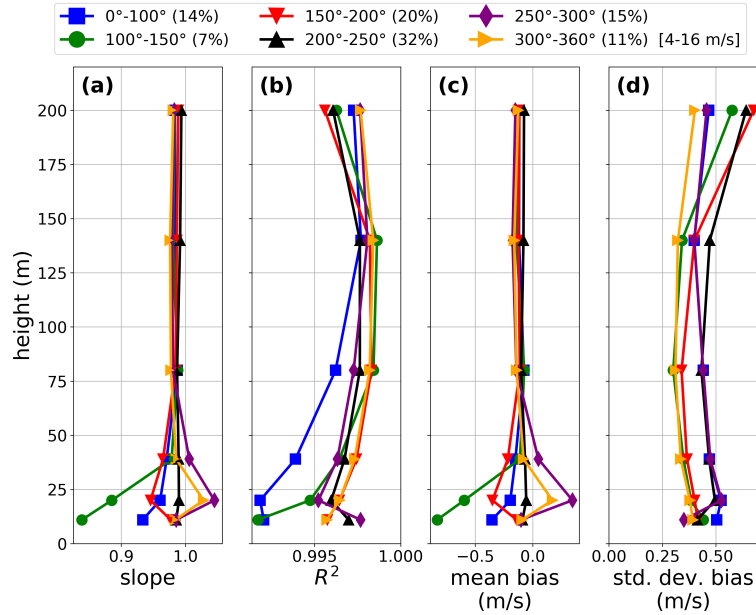 0°-100° (14%) 150°-200° (20%) 250°-300° (15%)
100°-150° (7%) 200°-250° (32%) 300°-360° (11%) [4-16 m/s]
(a) (b) (c) (d)
200
175
150
125
100
75
50
25
0
height (m)
0.9 1.0 0.995 1.000 −0.5 0.0 0.00 0.25 0.50
slope R² mean bias std. dev. bias
(m/s) (m/s)